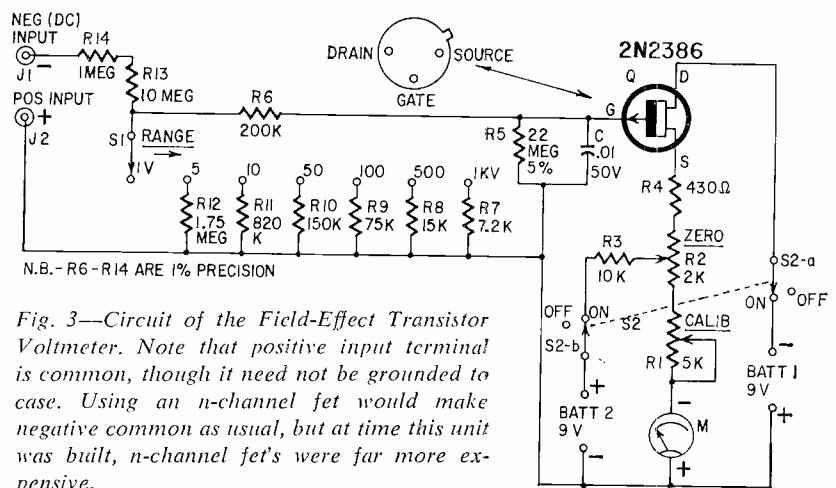 NEG (DC)
INPUT
J1 −
R14
1MEG
R13
10 MEG
POS INPUT
+
J2
S1
RANGE
1V
R6
200K
5
10
50
100
500
1KV
R12
1.75
MEG
R11
820
K
R10
150K
R9
75K
R8
15K
R7
7.2K
N.B.-R6-R14 ARE 1% PRECISION
DRAIN
SOURCE
GATE
2N2386
Q
D
G
S
R5
22
MEG
5%
C
.01
50V
R4
430Ω
ZERO
R2
2K
R3
10K
S2-a
ON
OFF
OFF
ON
S2
S2-b
CALIB
R1
5K
BATT 1
9V
−
+
BATT 2
9V
+
−
−
M
+
Fig. 3—Circuit of the Field-Effect Transistor
Voltmeter. Note that positive input terminal
is common, though it need not be grounded to
case. Using an n-channel fet would make
negative common as usual, but at time this unit
was built, n-channel fet's were far more ex-
pensive.